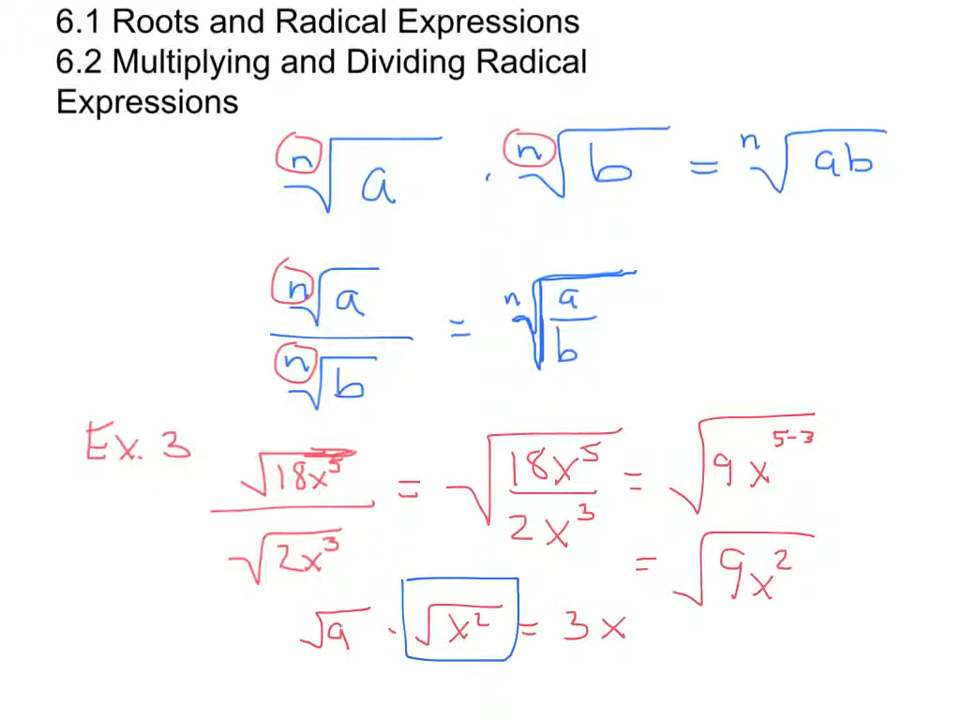 6.1 Roots and Radical Expressions
6.2 Multiplying and Dividing Radical
Expressions
ⁿ√a · ⁿ√b = ⁿ√ab
ⁿ√a / ⁿ√b = ⁿ√(a/b)
Ex. 3 √18x⁵ / √2x³ = √(18x⁵ / 2x³) = √9x⁵⁻³
= √9x²
√9 · √x² = 3x